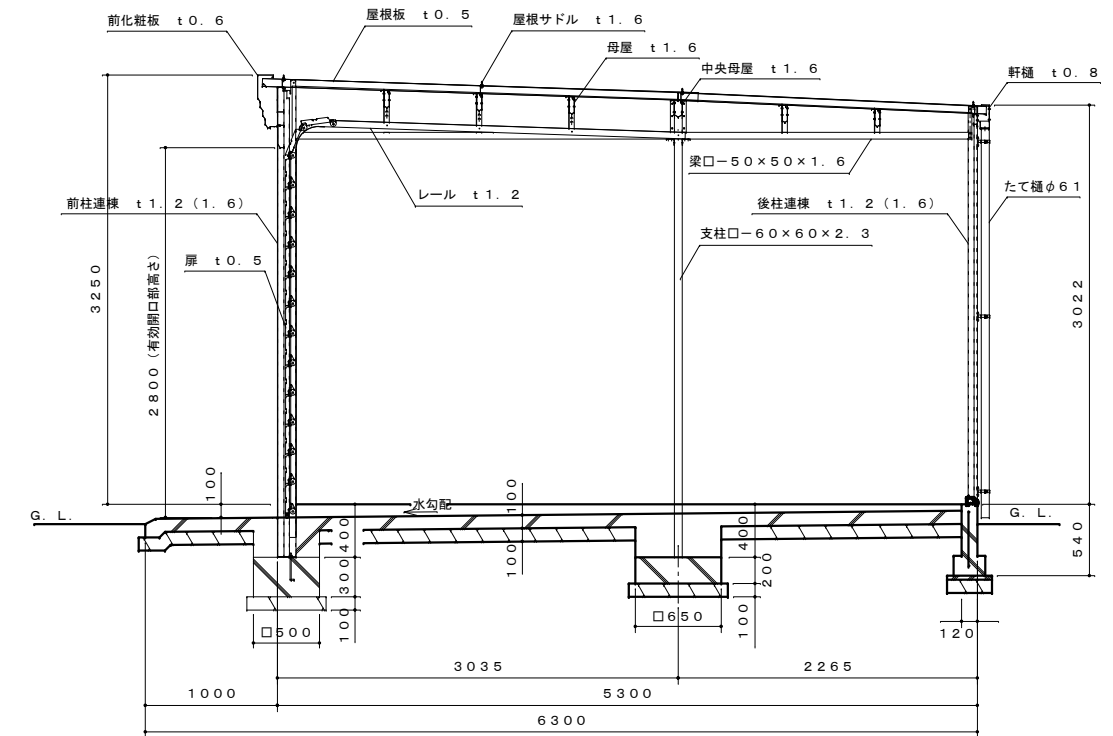 前化粧板　ｔ０．６
屋根板　ｔ０．５
屋根サドル　ｔ１．６
母屋　ｔ１．６
中央母屋　ｔ１．６
軒樋　ｔ０．８
梁口－５０×５０×１．６
レール　ｔ１．２
たて樋φ６１
前柱連棟　ｔ１．２（１．６）
後柱連棟　ｔ１．２（１．６）
支柱口－６０×６０×２．３
扉　ｔ０．５
３２５０
２８００（有効開口部高さ）
３０２２
１００
水勾配
１００
Ｇ．Ｌ．
Ｇ．Ｌ．
４００
３００
１００
１００
４００
２００
１００
５４０
□５００
□６５０
１２０
３０３５
２２６５
１０００
５３００
６３００